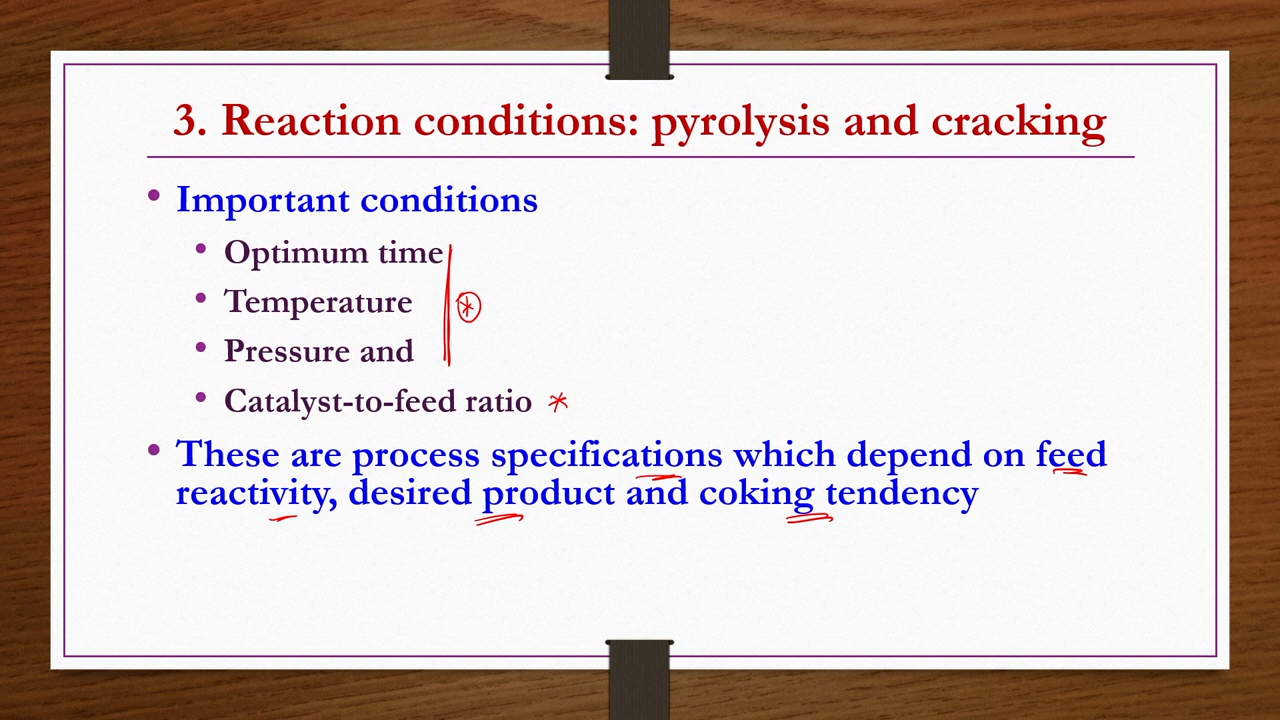 3. Reaction conditions: pyrolysis and cracking
• Important conditions
• Optimum time
• Temperature
• Pressure and
• Catalyst-to-feed ratio *
• These are process specifications which depend on feed
reactivity, desired product and coking tendency